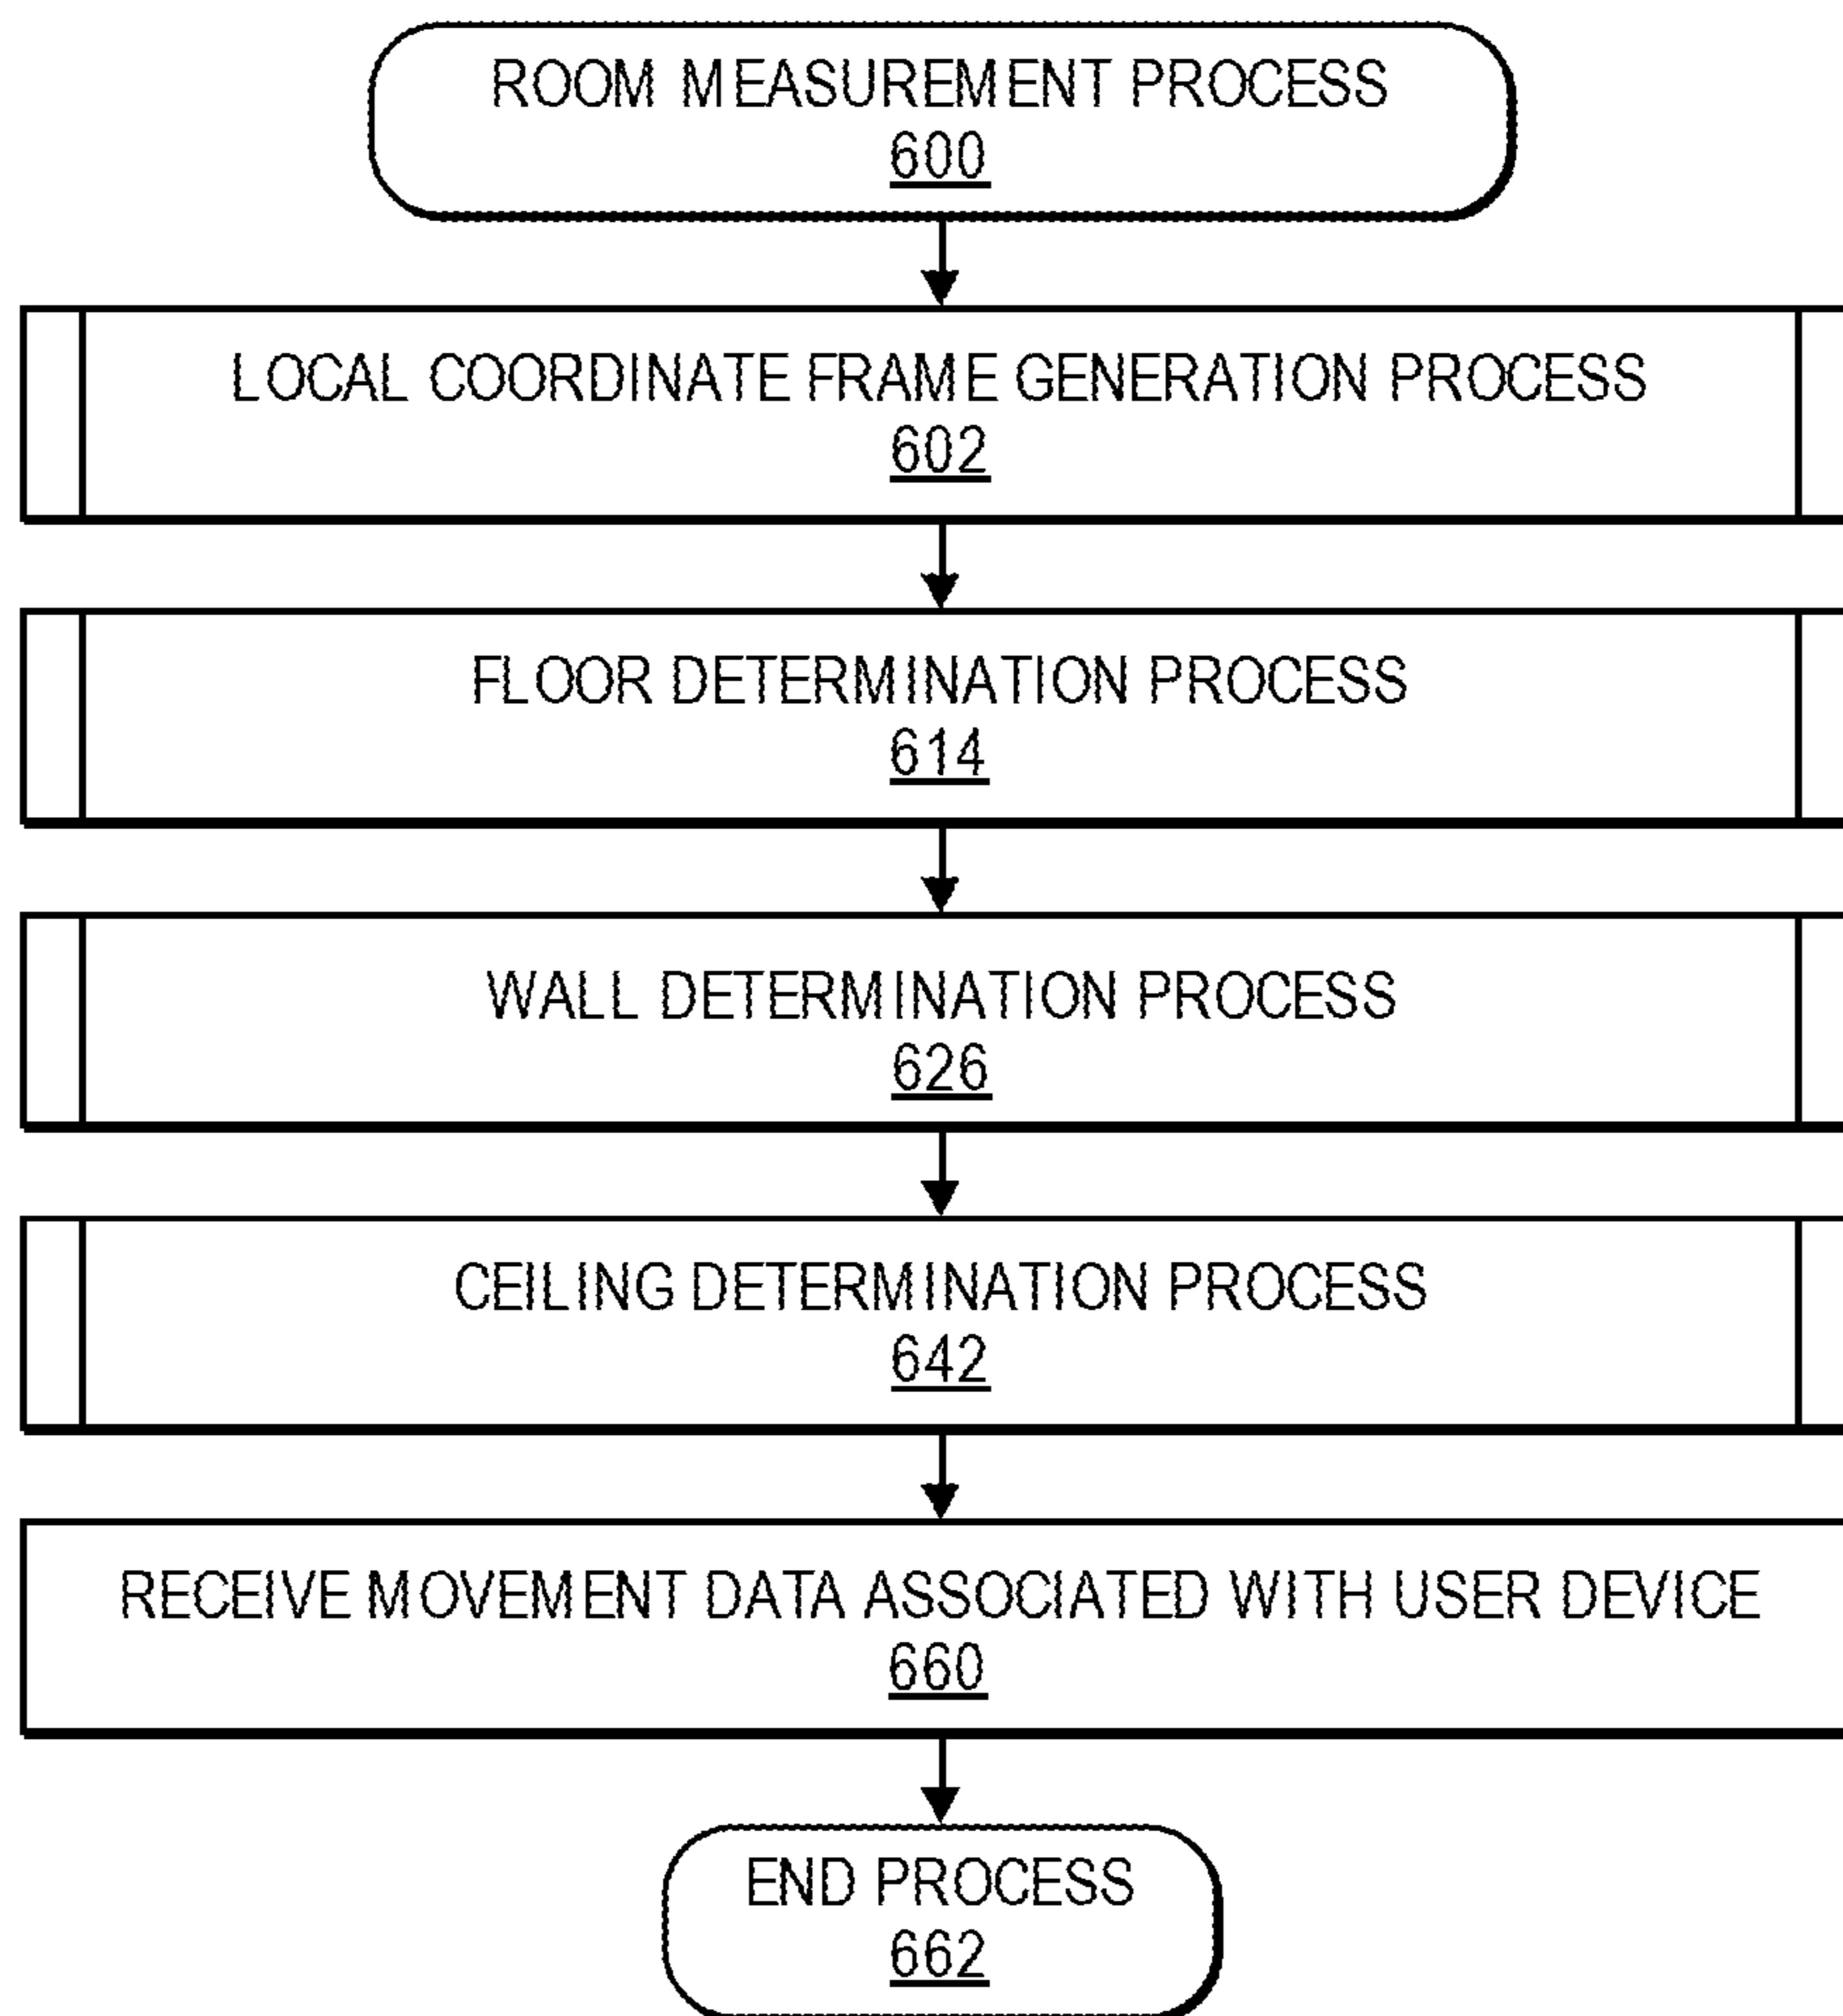 ROOM MEASUREMENT PROCESS
600
LOCAL COORDINATE FRAME GENERATION PROCESS
602
FLOOR DETERMINATION PROCESS
614
WALL DETERMINATION PROCESS
626
CEILING DETERMINATION PROCESS
642
RECEIVE MOVEMENT DATA ASSOCIATED WITH USER DEVICE
660
END PROCESS
662